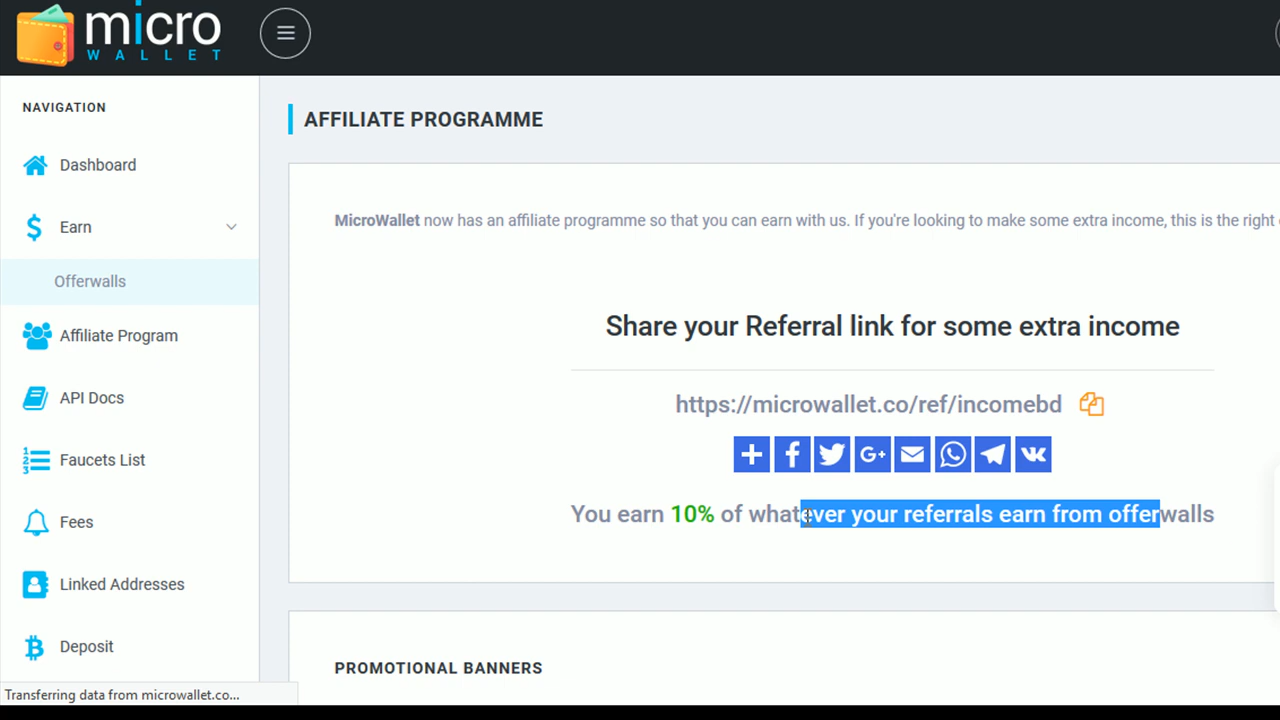 micro
WALLET
NAVIGATION
Dashboard
Earn
Offerwalls
Affiliate Program
API Docs
Faucets List
Fees
Linked Addresses
Deposit
Transferring data from microwallet.co...
AFFILIATE PROGRAMME
MicroWallet now has an affiliate programme so that you can earn with us. If you're looking to make some extra income, this is the right
Share your Referral link for some extra income
https://microwallet.co/ref/incomebd
You earn 10% of whatever your referrals earn from offerwalls
PROMOTIONAL BANNERS